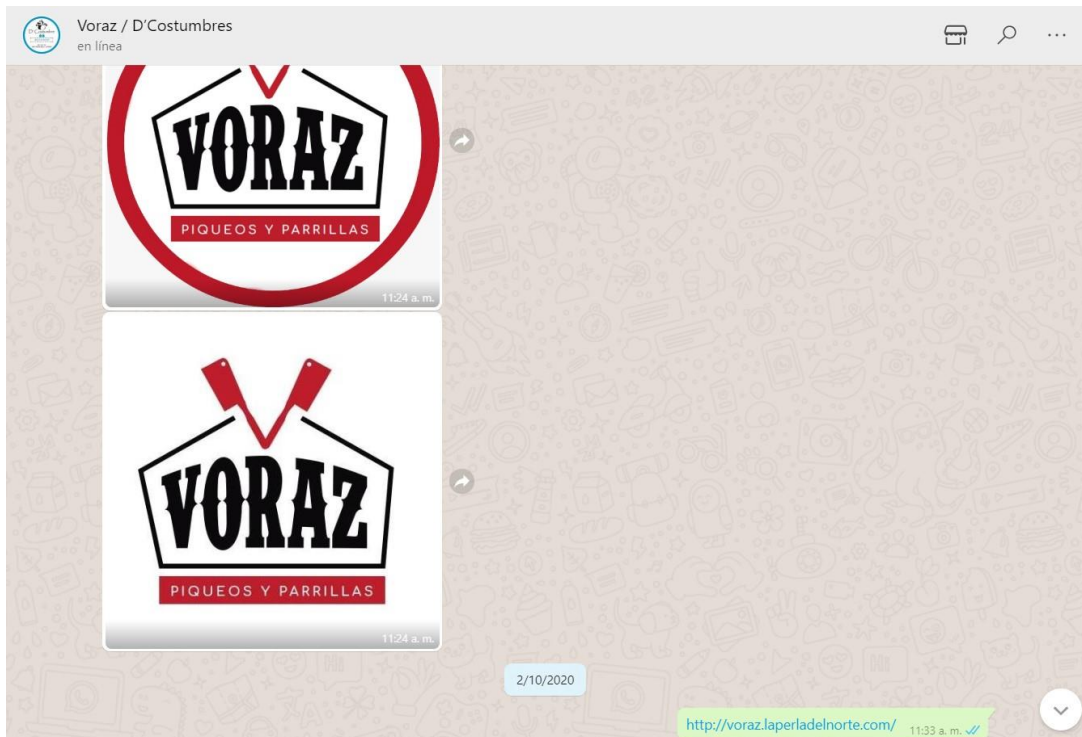 Voraz / D'Costumbres
en línea
VORAZ
PIQUEOS Y PARRILLAS
11:24 a. m.
VORAZ
PIQUEOS Y PARRILLAS
11:24 a. m.
2/10/2020
http://voraz.laperladelnorte.com/ 11:33 a. m.